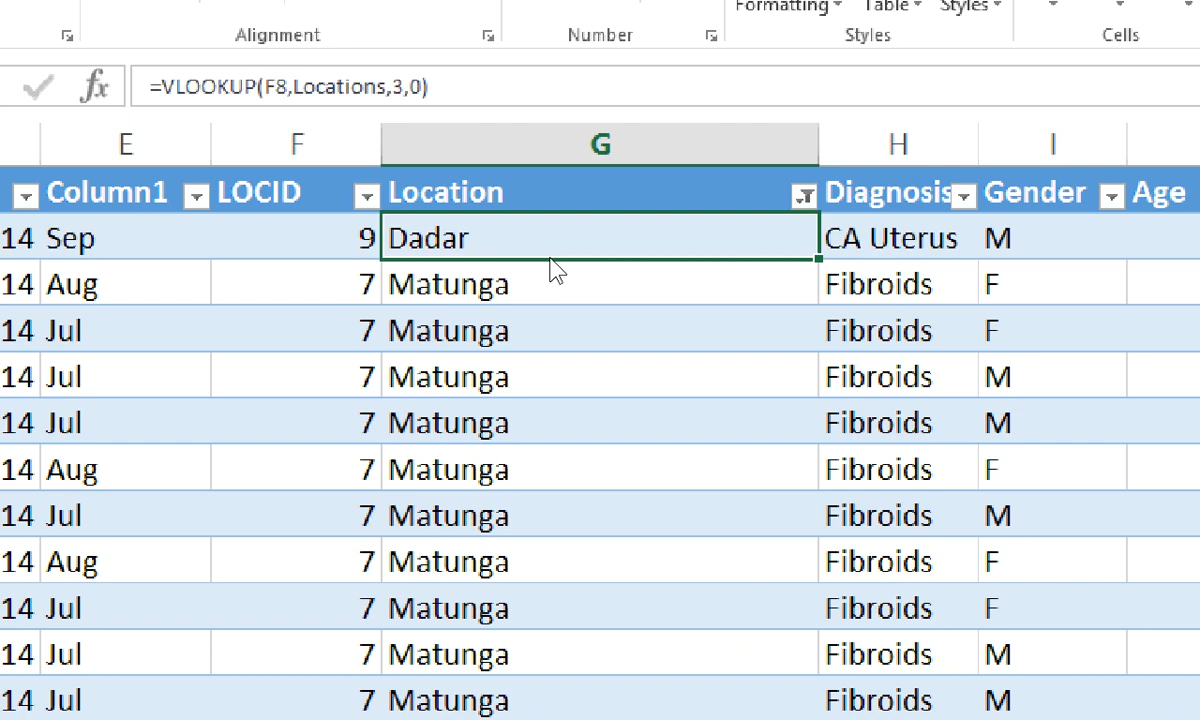 Formatting Table Styles
Alignment Number Styles Cells
fx =VLOOKUP(F8,Locations,3,0)
E F G H I
Column1 LOCID Location Diagnosis Gender Age
14 Sep 9 Dadar CA Uterus M
14 Aug 7 Matunga Fibroids F
14 Jul 7 Matunga Fibroids F
14 Jul 7 Matunga Fibroids M
14 Jul 7 Matunga Fibroids M
14 Aug 7 Matunga Fibroids F
14 Jul 7 Matunga Fibroids M
14 Aug 7 Matunga Fibroids F
14 Jul 7 Matunga Fibroids F
14 Jul 7 Matunga Fibroids M
14 Jul 7 Matunga Fibroids M